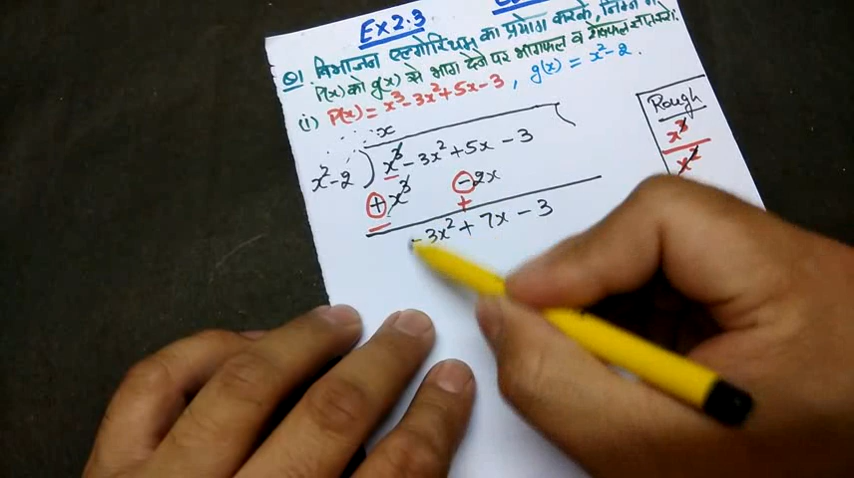 Ex 2.3
Q1 विभाजन एल्गोरिथ्म का प्रयोग करके, निम्न में
P(x) को g(x) से भाग देने पर भागफल व शेषफल ज्ञात करो.
(i) P(x) = x³-3x²+5x-3, g(x) = x²-2.
Rough
x
x²-2 ) x³-3x²+5x-3
x³
x²
+x³ -2x
- +
-3x²+7x-3